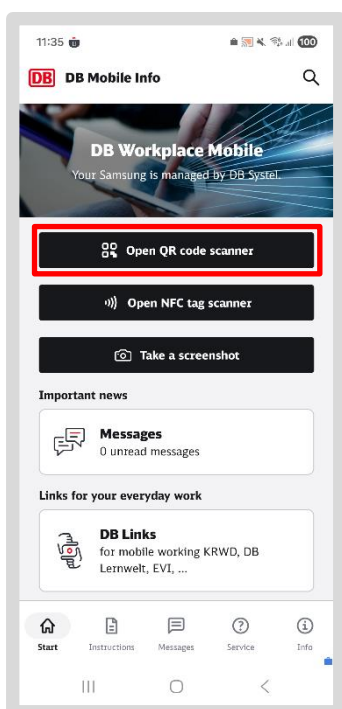 11:35
100
DB DB Mobile Info
DB Workplace Mobile
Your Samsung is managed by DB Systel.
Open QR code scanner
Open NFC tag scanner
Take a screenshot
Important news
Messages
0 unread messages
Links for your everyday work
DB Links
for mobile working KRWD, DB
Lernwelt, EVI, ...
Start Instructions Messages Service Info